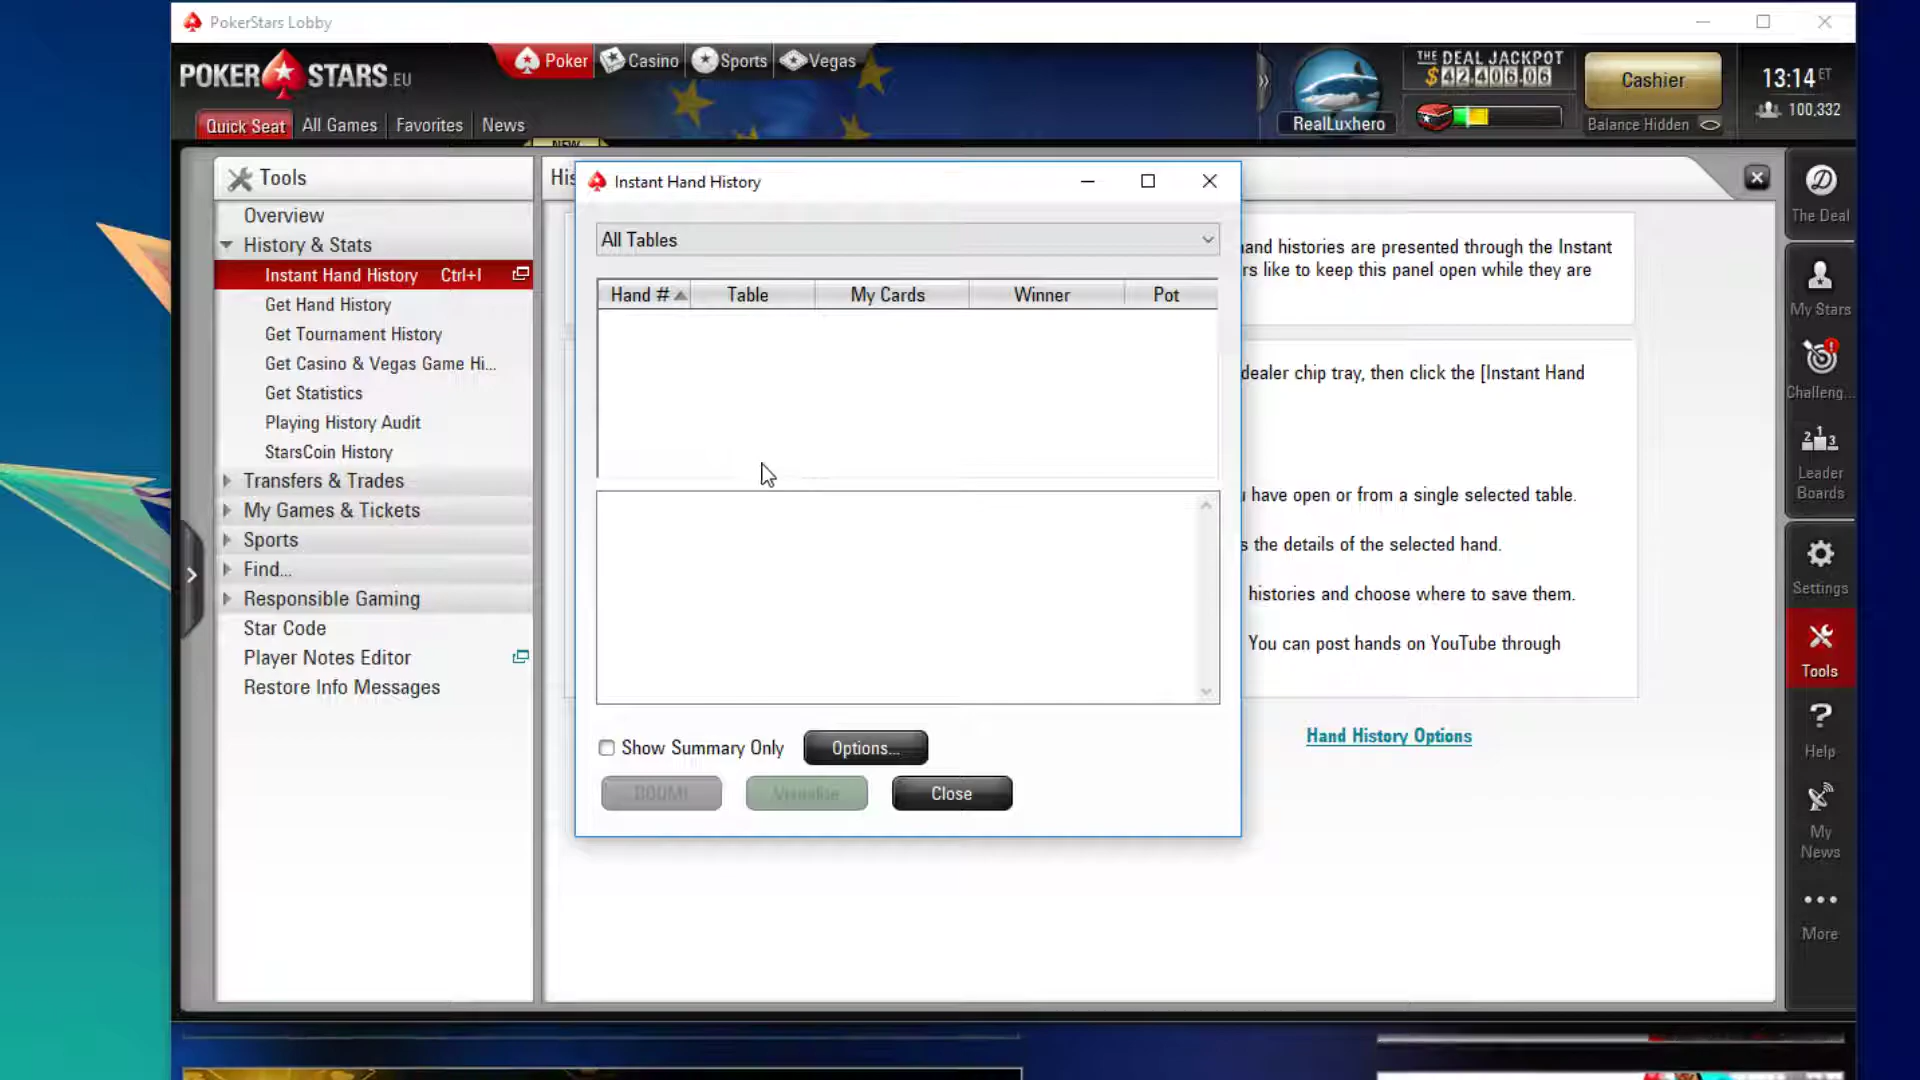 PokerStars Lobby
POKER STARS.EU
Poker
Casino
Sports
Vegas
THE DEAL JACKPOT
$42,406.06
Cashier
13:14 ET
100,332
RealLuxhero
Balance Hidden
Quick Seat
All Games
Favorites
News
NEW
Tools
Overview
History & Stats
Instant Hand History Ctrl+I
Get Hand History
Get Tournament History
Get Casino & Vegas Game Hi...
Get Statistics
Playing History Audit
StarsCoin History
Transfers & Trades
My Games & Tickets
Sports
Find...
Responsible Gaming
Star Code
Player Notes Editor
Restore Info Messages
His
Instant Hand History
All Tables
Hand # Table My Cards Winner Pot
Show Summary Only
Options...
Close
and histories are presented through the Instant
rs like to keep this panel open while they are
dealer chip tray, then click the [Instant Hand
have open or from a single selected table.
s the details of the selected hand.
histories and choose where to save them.
You can post hands on YouTube through
Hand History Options
The Deal
My Stars
Challeng...
Leader
Boards
Settings
Tools
Help
My
News
More